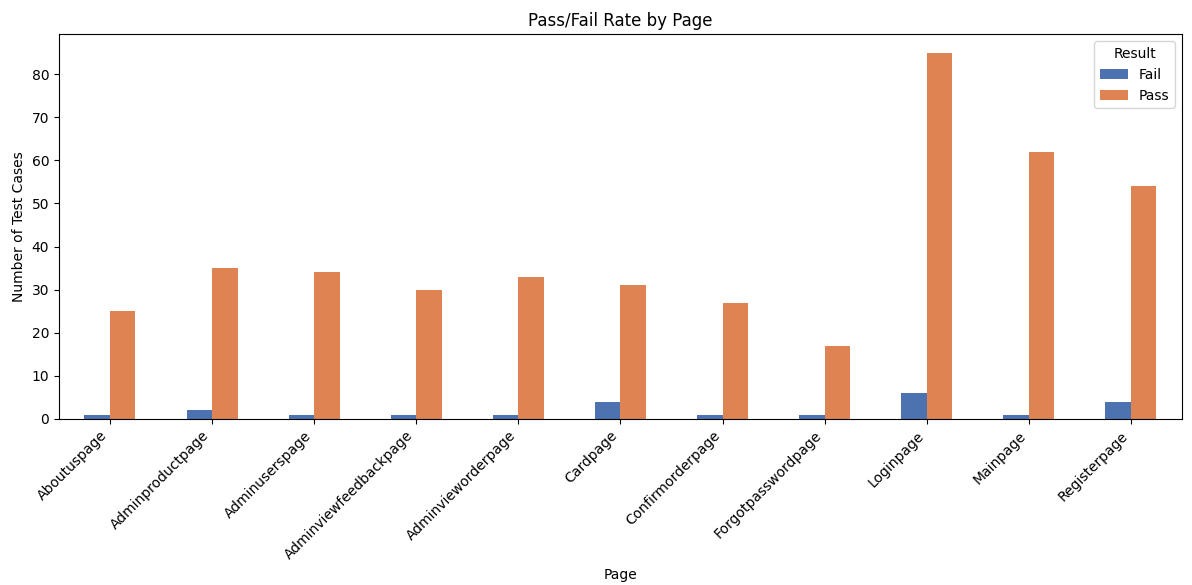 Pass/Fail Rate by Page
Result
Fail
Pass
Number of Test Cases
80
70
60
50
40
30
20
10
0
Aboutuspage
Adminproductpage
Adminuserspage
Adminviewfeedbackpage
Adminvieworderpage
Cardpage
Confirmorderpage
Forgotpasswordpage
Loginpage
Mainpage
Registerpage
Page